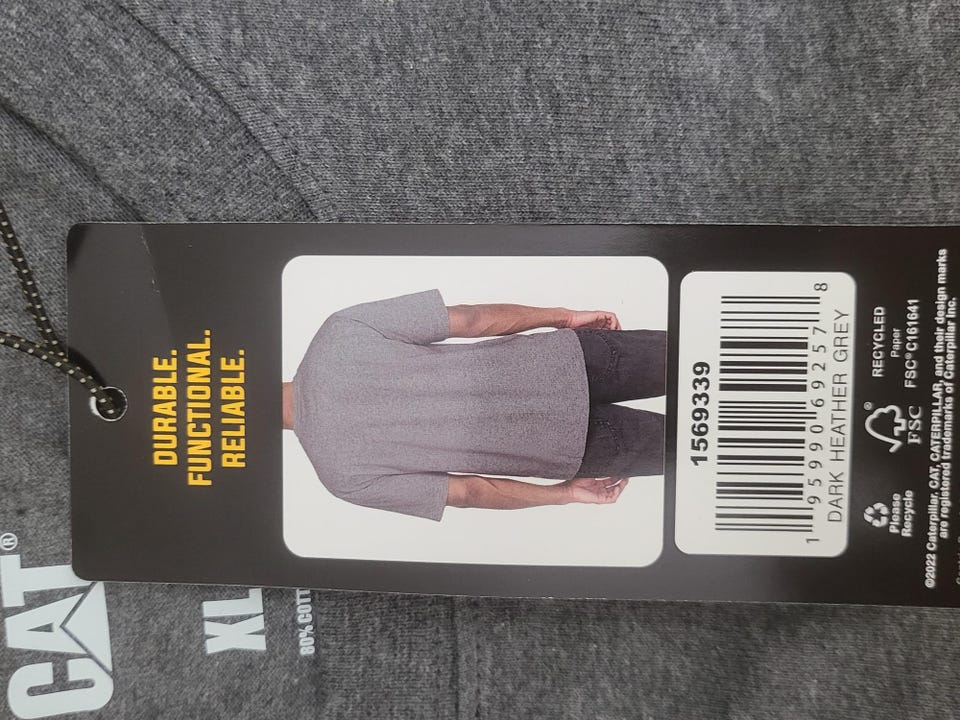 DURABLE.
FUNCTIONAL.
RELIABLE.
1569339
1 95990 69257 8
DARK HEATHER GREY
Please
Recycle
FSC
RECYCLED
Paper
FSC® C161641
©2022 Caterpillar. CAT, CATERPILLAR, and their design marks
are registered trademarks of Caterpillar Inc.
CAT®
XL